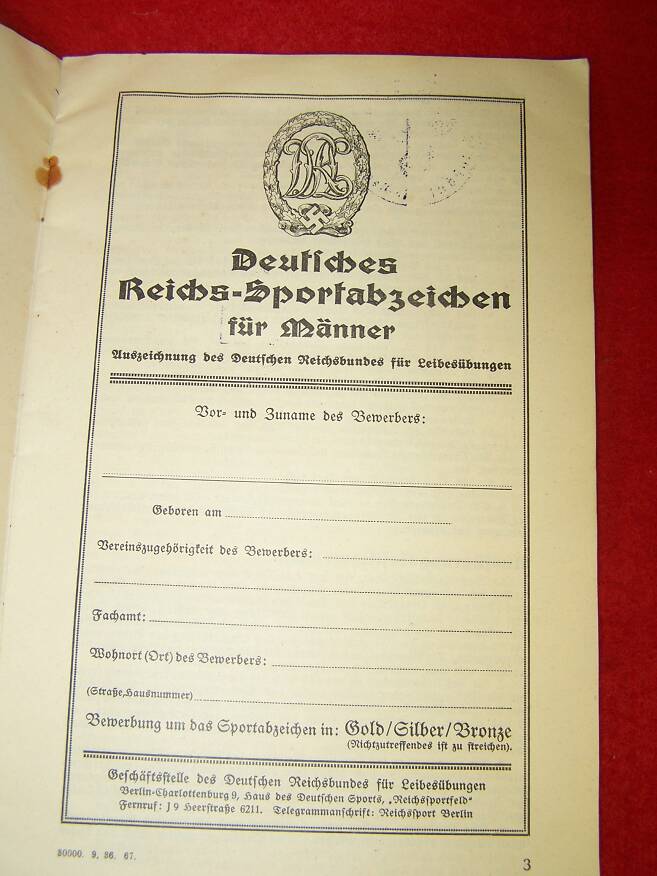 Deutsches
Reichs-Sportabzeichen
für Männer
Auszeichnung des Deutschen Reichsbundes für Leibesübungen
Vor- und Zuname des Bewerbers:
Geboren am
Vereinszugehörigkeit des Bewerbers:
Fachamt:
Wohnort (Ort) des Bewerbers:
(Straße, Hausnummer)
Bewerbung um das Sportabzeichen in: Gold/Silber/Bronze
(Nichtzutreffendes ist zu streichen).
Geschäftsstelle des Deutschen Reichsbundes für Leibesübungen
Berlin-Charlottenburg 9, Haus des Deutschen Sports, „Reichssportfeld"
Fernruf: J 9 Heerstraße 6211. Telegrammanschrift: Reichssport Berlin
80000. 9. 36. 67.
3